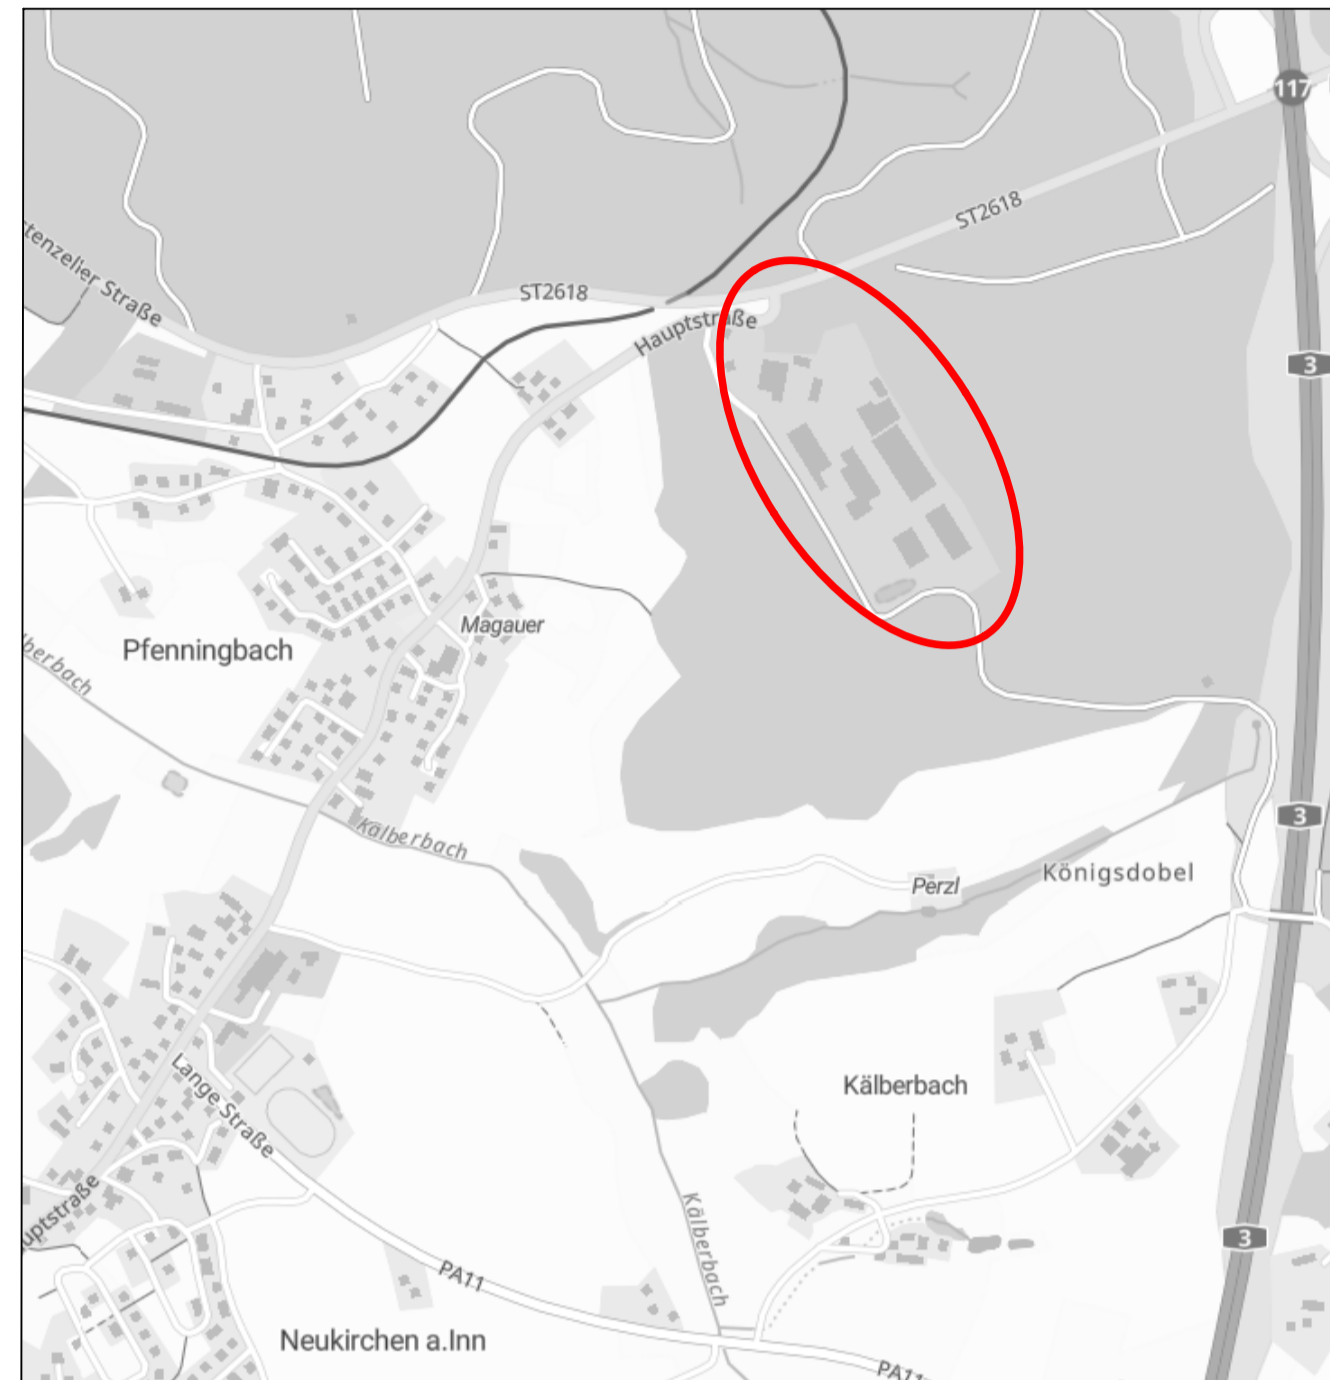 117
ST2618
tenzeller Straße
ST2618
Hauptstraße
3
Magauer
Pfenningbach
lberbach
3
Kälberbach
Perzl
Königsdobel
Lange Straße
Kälberbach
uptstraße
Kälberbach
3
PA11
Neukirchen a.Inn
PA11